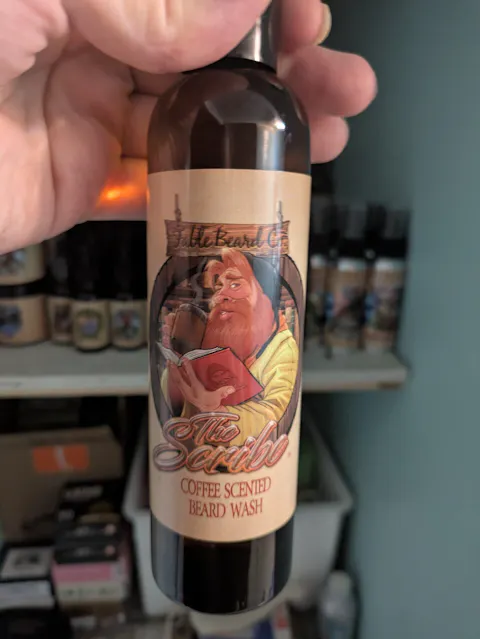 Fable Beard Co
The
Scribe
COFFEE SCENTED
BEARD WASH